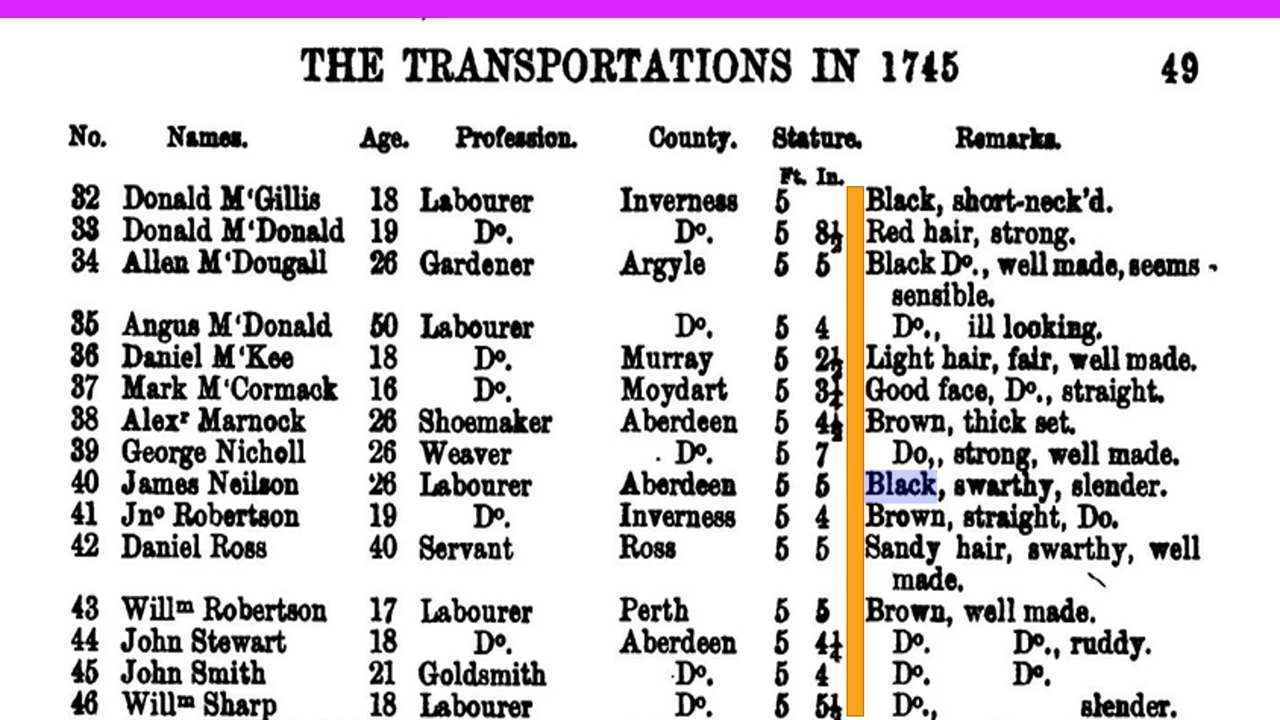 THE TRANSPORTATIONS IN 1745 49
No. Names. Age. Profession. County. Stature. Remarks.
Ft. In.
32 Donald M‘Gillis 18 Labourer Inverness 5 Black, short-neck'd.
33 Donald M‘Donald 19 Do. Do. 5 8½ Red hair, strong.
34 Allen M‘Dougall 26 Gardener Argyle 5 5 Black Do., well made, seems
sensible.
35 Angus M‘Donald 50 Labourer Do. 5 4 Do., ill looking.
36 Daniel M‘Kee 18 Do. Murray 5 2½ Light hair, fair, well made.
37 Mark M‘Cormack 16 Do. Moydart 5 3¼ Good face, Do., straight.
38 Alexr Marnock 26 Shoemaker Aberdeen 5 4½ Brown, thick set.
39 George Nicholl 26 Weaver Do. 5 7 Do,, strong, well made.
40 James Neilson 26 Labourer Aberdeen 5 5 Black, swarthy, slender.
41 Jno Robertson 19 Do. Inverness 5 4 Brown, straight, Do.
42 Daniel Ross 40 Servant Ross 5 5 Sandy hair, swarthy, well
made.
43 Willm Robertson 17 Labourer Perth 5 5 Brown, well made.
44 John Stewart 18 Do. Aberdeen 5 4¼ Do. Do., ruddy.
45 John Smith 21 Goldsmith Do. 5 4 Do. Do.
46 Willm Sharp 18 Labourer Do. 5 5½ Do., slender.